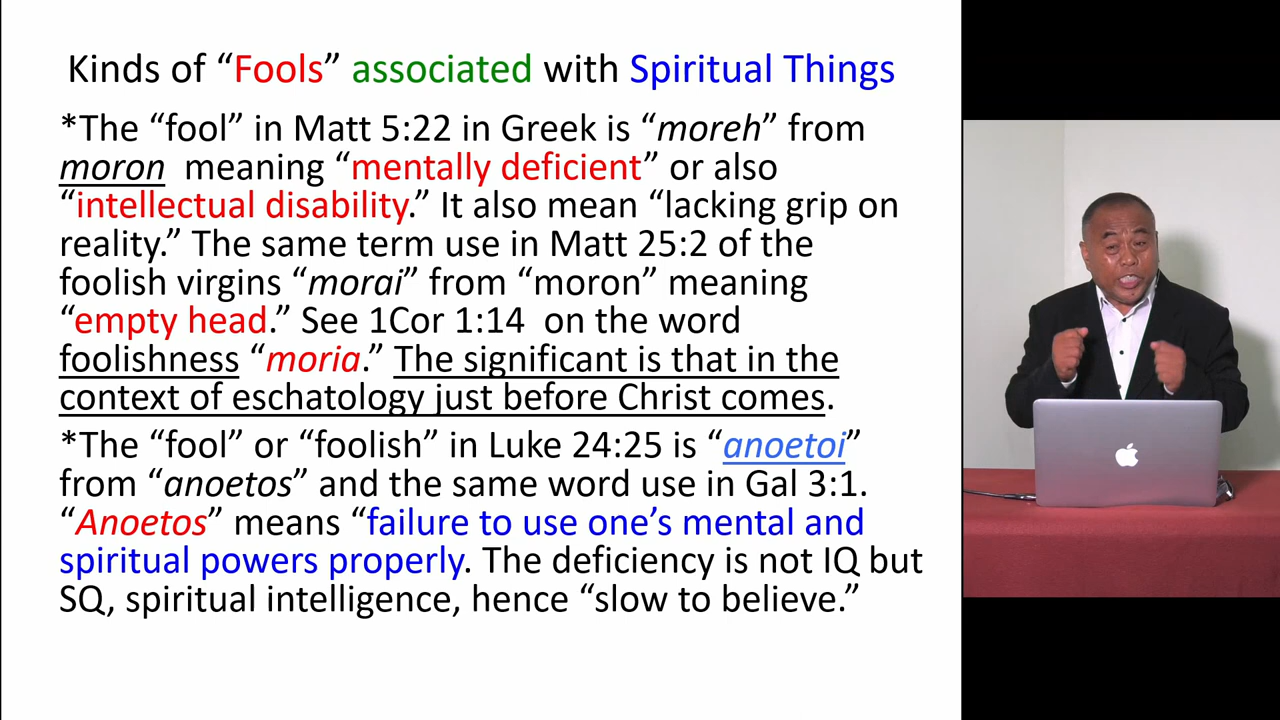 Kinds of “Fools” associated with Spiritual Things
*The “fool” in Matt 5:22 in Greek is “moreh” from
moron meaning “mentally deficient” or also
“intellectual disability.” It also mean “lacking grip on
reality.” The same term use in Matt 25:2 of the
foolish virgins “morai” from “moron” meaning
“empty head.” See 1Cor 1:14 on the word
foolishness “moria.” The significant is that in the
context of eschatology just before Christ comes.
*The “fool” or “foolish” in Luke 24:25 is “anoetoi”
from “anoetos” and the same word use in Gal 3:1.
“Anoetos” means “failure to use one’s mental and
spiritual powers properly. The deficiency is not IQ but
SQ, spiritual intelligence, hence “slow to believe.”